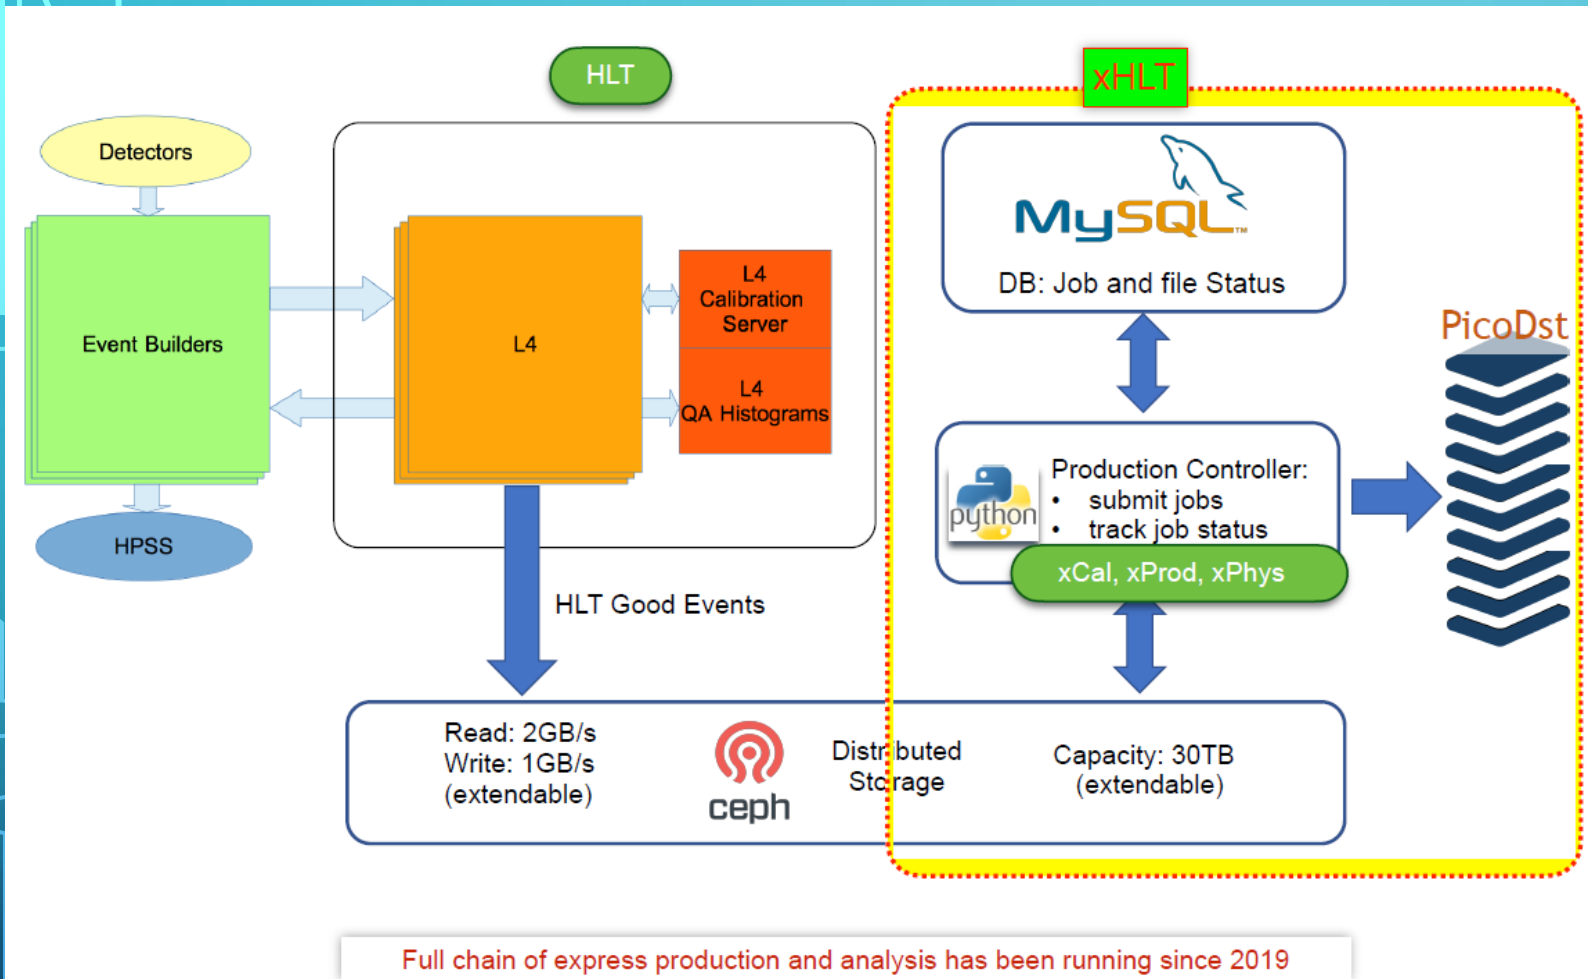 HLT
xHLT
Detectors
Event Builders
HPSS
L4
L4
Calibration
Server
L4
QA Histograms
HLT Good Events
MySQL™
DB: Job and file Status
PicoDst
python
Production Controller:
• submit jobs
• track job status
xCal, xProd, xPhys
Read: 2GB/s
Write: 1GB/s
(extendable)
ceph
Distributed
Storage
Capacity: 30TB
(extendable)
Full chain of express production and analysis has been running since 2019